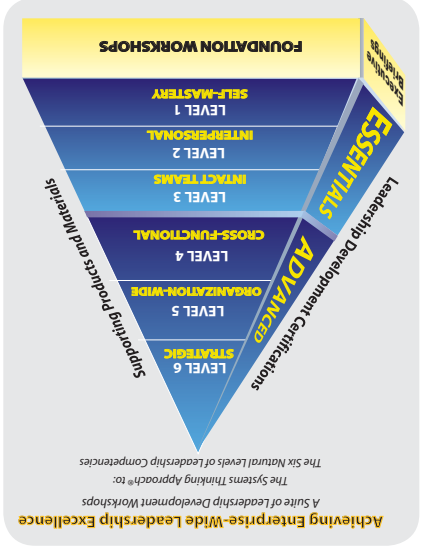 Achieving Enterprise-Wide Leadership Excellence
A Suite of Leadership Development Workshops
The Systems Thinking Approach® to:
The Six Natural Levels of Leadership Competencies
LEVEL 6
STRATEGIC
LEVEL 5
ORGANIZATION-WIDE
LEVEL 4
CROSS-FUNCTIONAL
LEVEL 3
INTACT TEAMS
LEVEL 2
INTERPERSONAL
LEVEL 1
SELF-MASTERY
FOUNDATION WORKSHOPS
ADVANCED
ESSENTIALS
Executive
Briefings
Leadership Development Certifications
Supporting Products and Materials